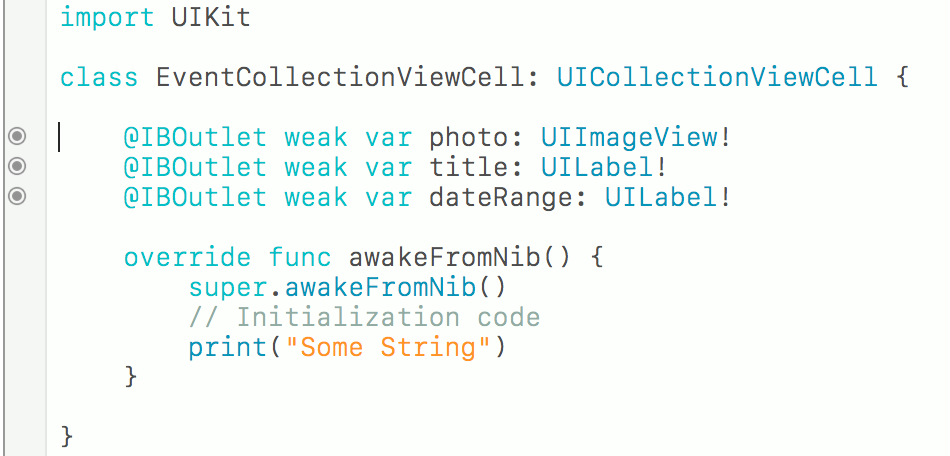 import UIKit
class EventCollectionViewCell: UICollectionViewCell {
@IBOutlet weak var photo: UIImageView!
@IBOutlet weak var title: UILabel!
@IBOutlet weak var dateRange: UILabel!
override func awakeFromNib() {
super.awakeFromNib()
// Initialization code
print("Some String")
}
}